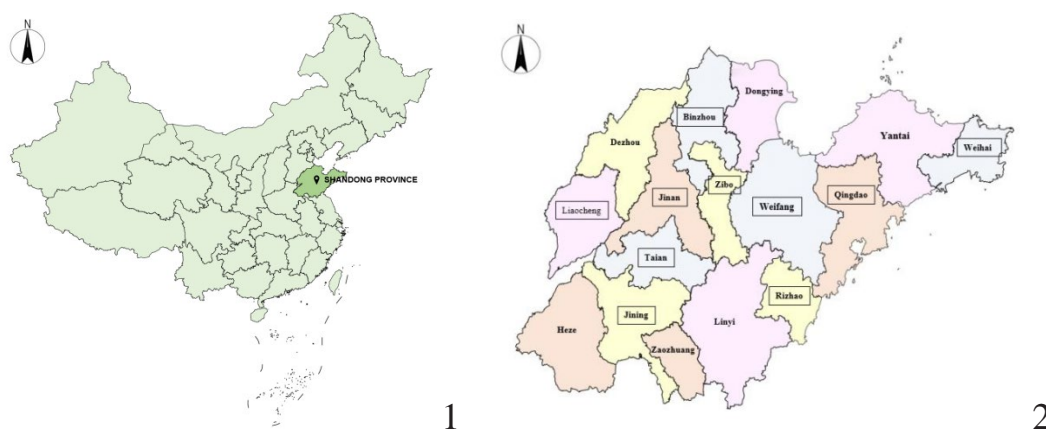 N
SHANDONG PROVINCE
1
N
Dongying
Binzhou
Dezhou
Yantai
Weihai
Zibo
Jinan
Qingdao
Liaocheng
Weifang
Taian
Rizhao
Jining
Linyi
Heze
Zaozhuang
2